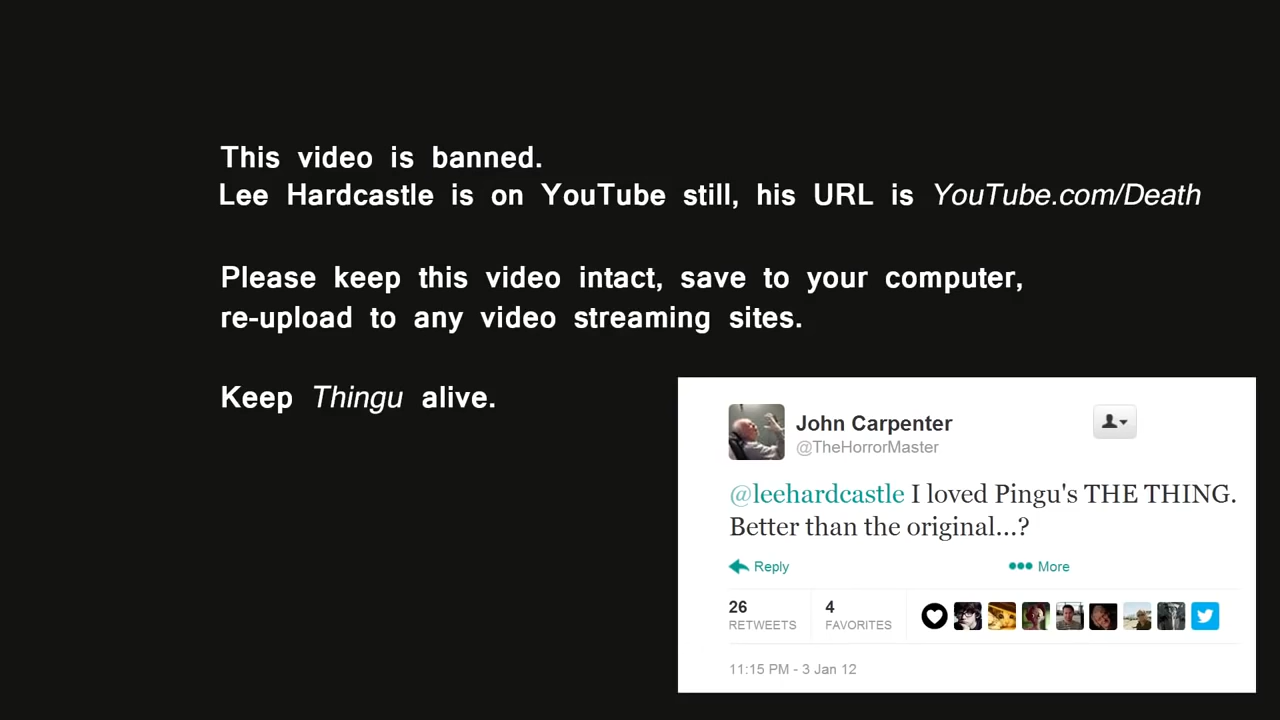 This video is banned.
Lee Hardcastle is on YouTube still, his URL is YouTube.com/Death
Please keep this video intact, save to your computer,
re-upload to any video streaming sites.
Keep Thingu alive.
John Carpenter
@TheHorrorMaster
@leehardcastle I loved Pingu's THE THING.
Better than the original...?
Reply
More
26
RETWEETS
4
FAVORITES
11:15 PM - 3 Jan 12